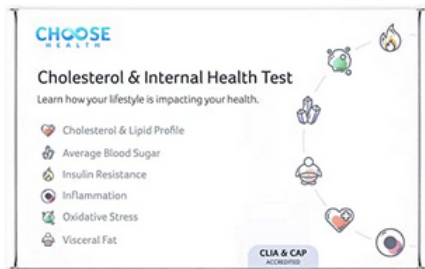 CHOOSE
HEALTH
Cholesterol & Internal Health Test
Learn how your lifestyle is impacting your health.
Cholesterol & Lipid Profile
Average Blood Sugar
Insulin Resistance
Inflammation
Oxidative Stress
Visceral Fat
CLIA & CAP
ACCREDITED